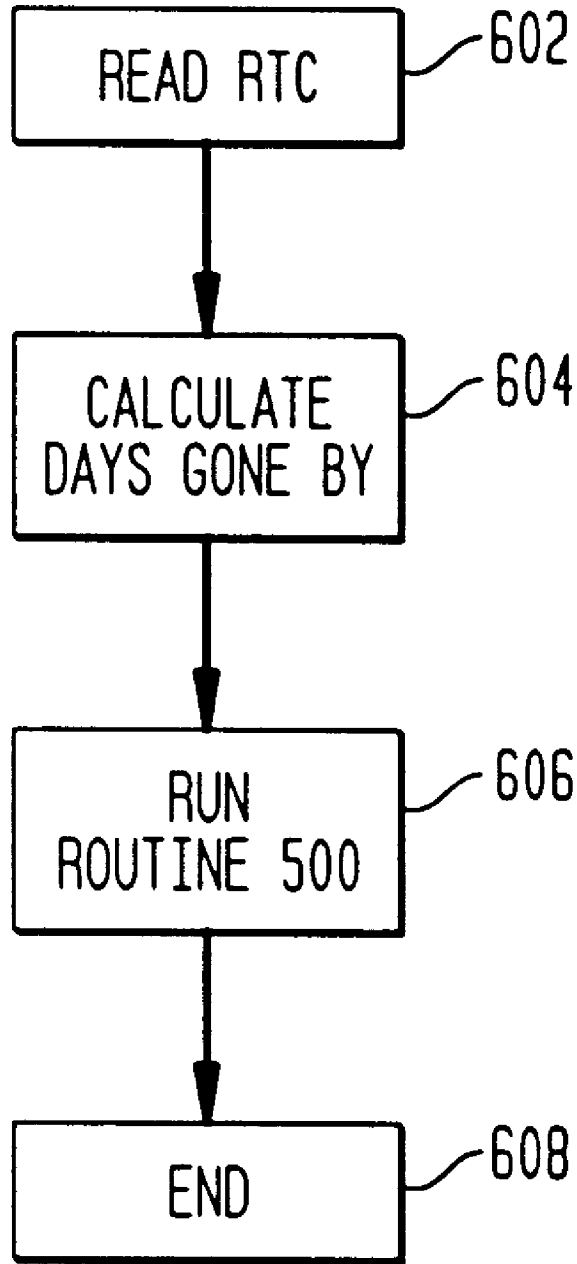 READ RTC
602
CALCULATE
DAYS GONE BY
604
RUN
ROUTINE 500
606
END
608